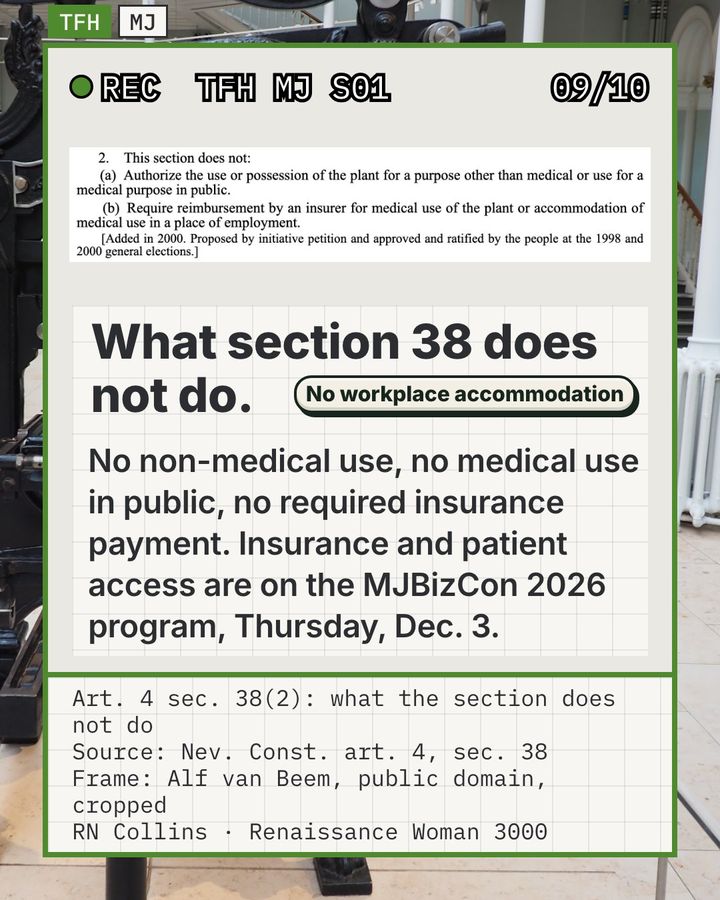 TFH MJ
REC TFH MJ S01 09/10
2. This section does not:
(a) Authorize the use or possession of the plant for a purpose other than medical or use for a
medical purpose in public.
(b) Require reimbursement by an insurer for medical use of the plant or accommodation of
medical use in a place of employment.
[Added in 2000. Proposed by initiative petition and approved and ratified by the people at the 1998 and
2000 general elections.]
What section 38 does
not do.
No workplace accommodation
No non-medical use, no medical use
in public, no required insurance
payment. Insurance and patient
access are on the MJBizCon 2026
program, Thursday, Dec. 3.
Art. 4 sec. 38(2): what the section does
not do
Source: Nev. Const. art. 4, sec. 38
Frame: Alf van Beem, public domain,
cropped
RN Collins · Renaissance Woman 3000